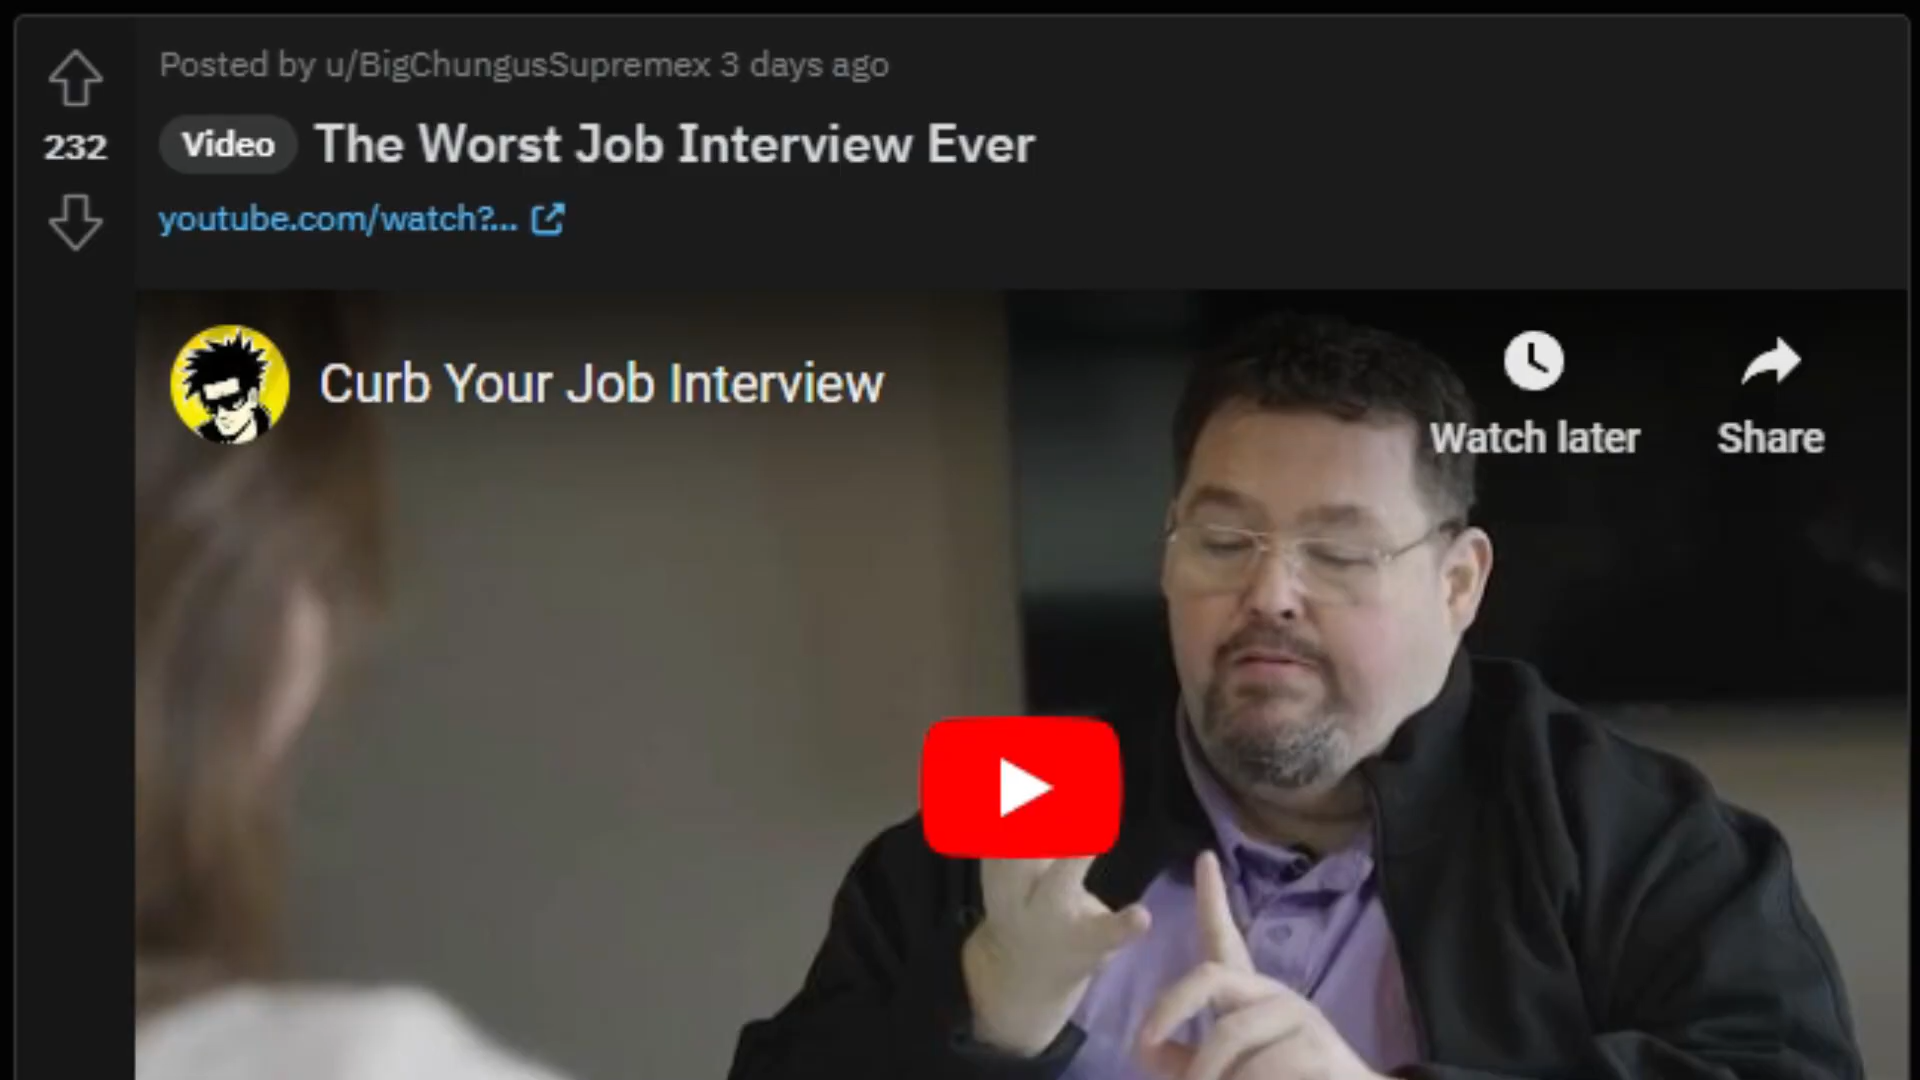 Posted by u/BigChungusSupremex 3 days ago
232
Video The Worst Job Interview Ever
youtube.com/watch?...
Curb Your Job Interview
Watch later
Share